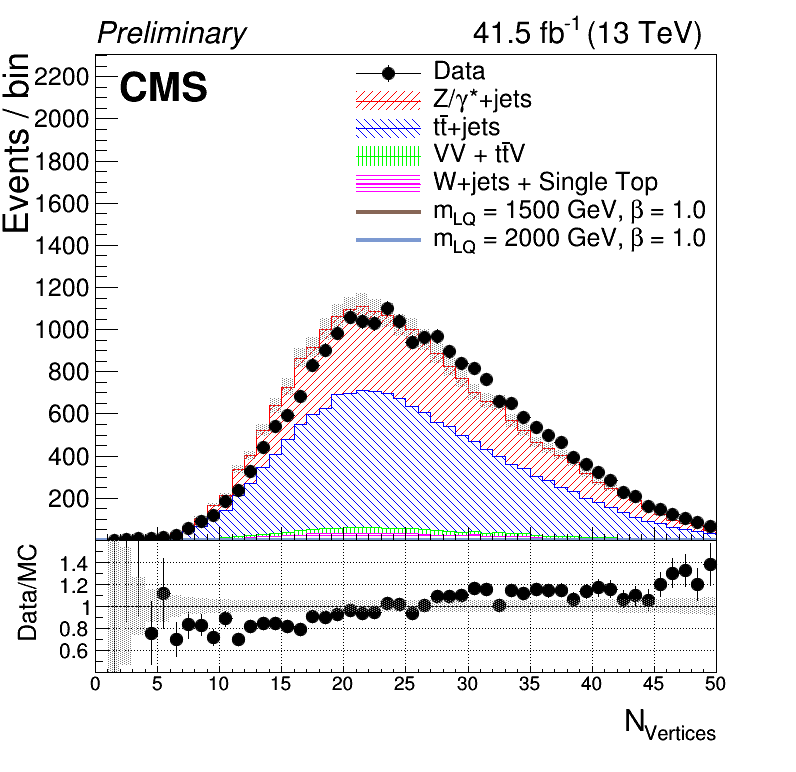 Preliminary 41.5 fb⁻¹ (13 TeV)
CMS
Data
Z/γ*+jets
tt̄+jets
VV + tt̄V
W+jets + Single Top
m_LQ = 1500 GeV, β = 1.0
m_LQ = 2000 GeV, β = 1.0
Events / bin
2200
2000
1800
1600
1400
1200
1000
800
600
400
200
Data/MC
1.4
1.2
1
0.8
0.6
0 5 10 15 20 25 30 35 40 45 50
N_Vertices